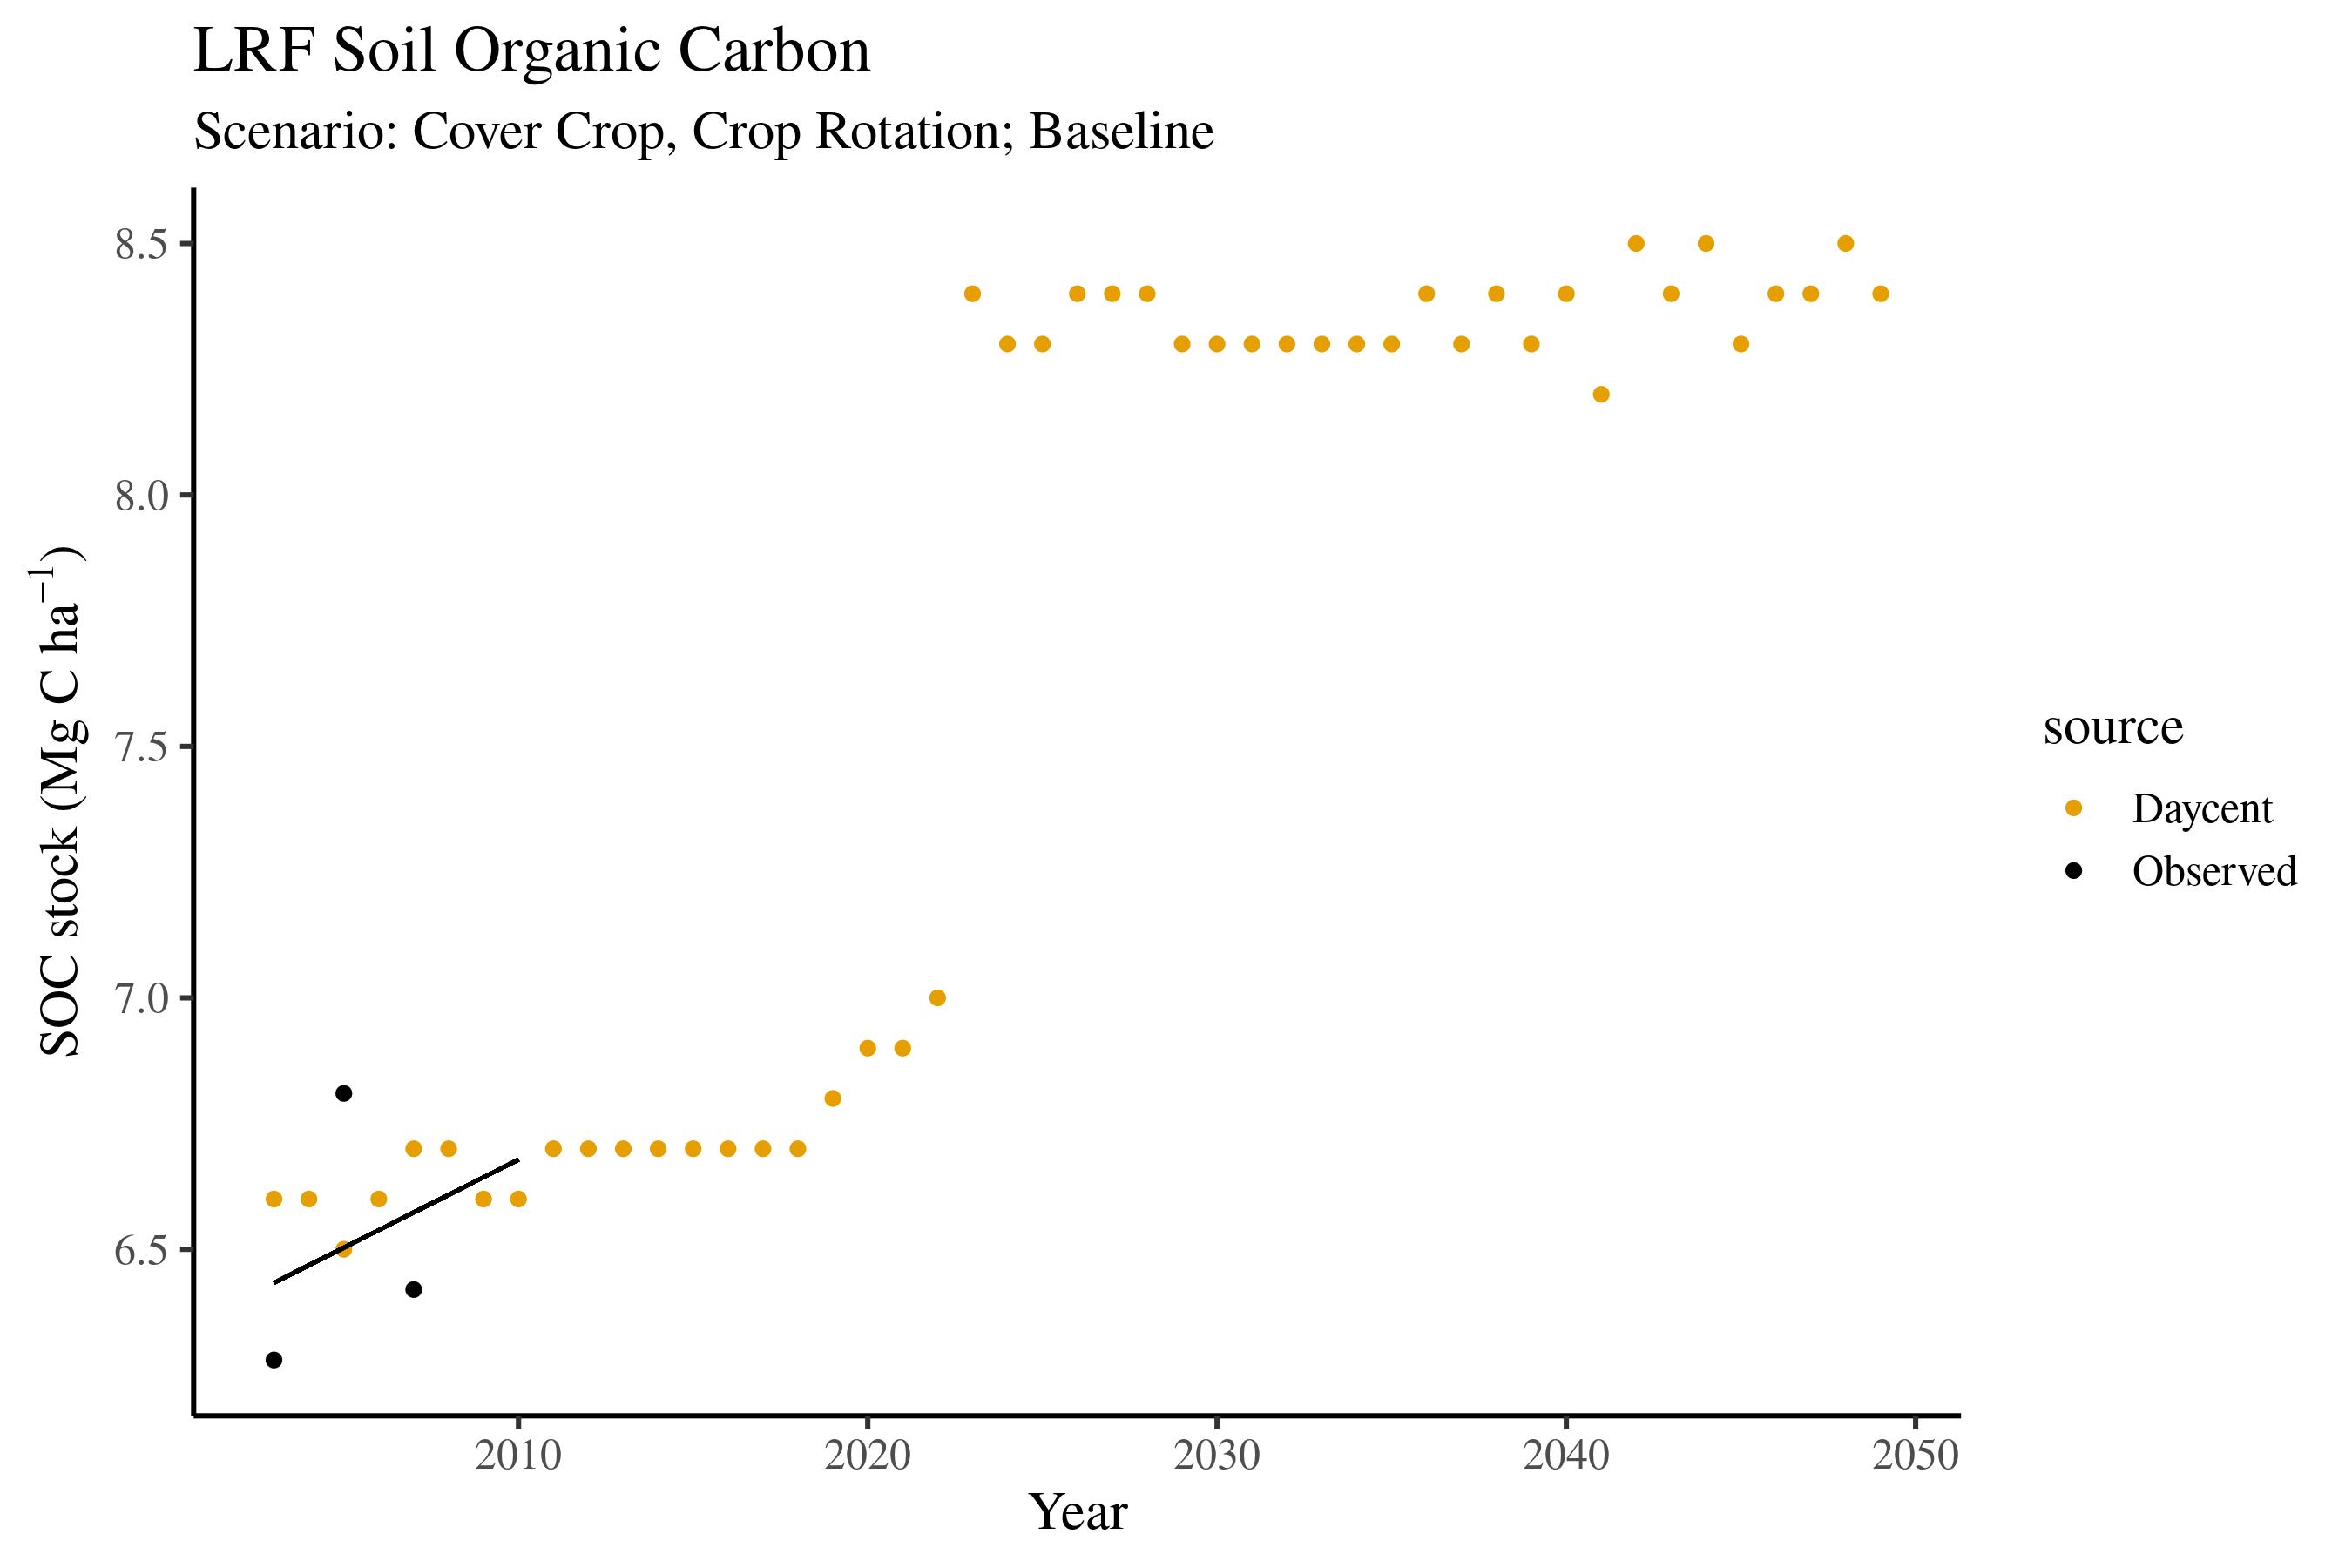 LRF Soil Organic Carbon
Scenario: Cover Crop, Crop Rotation; Baseline
8.5
8.0
7.5
7.0
6.5
SOC stock (Mg C ha⁻¹)
2010 2020 2030 2040 2050
Year
source
Daycent
Observed